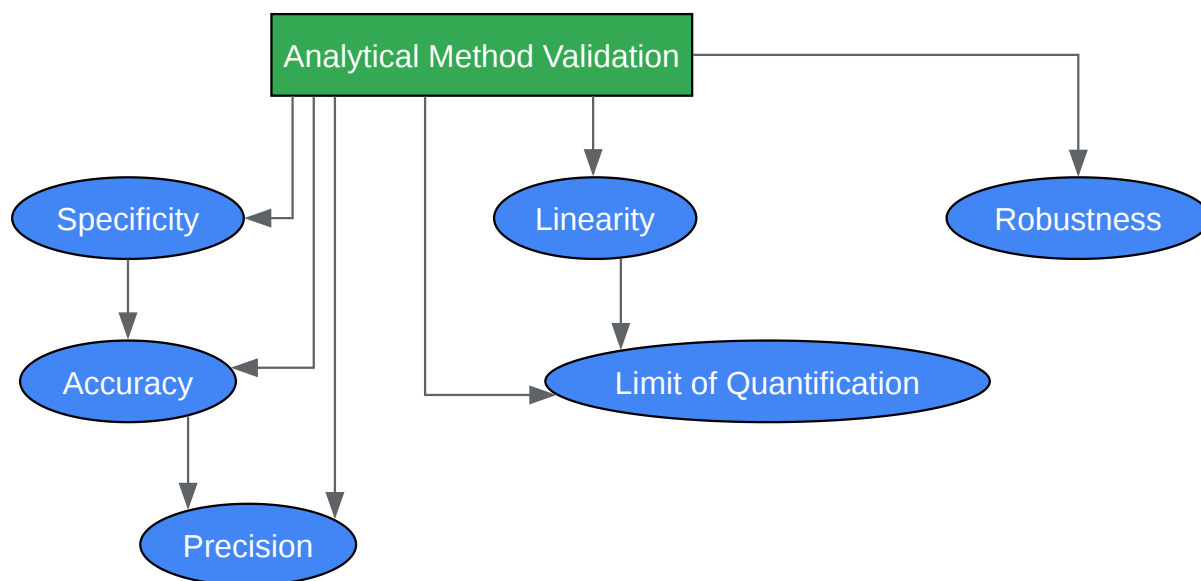 Analytical Method Validation
Specificity
Linearity
Robustness
Accuracy
Limit of Quantification
Precision